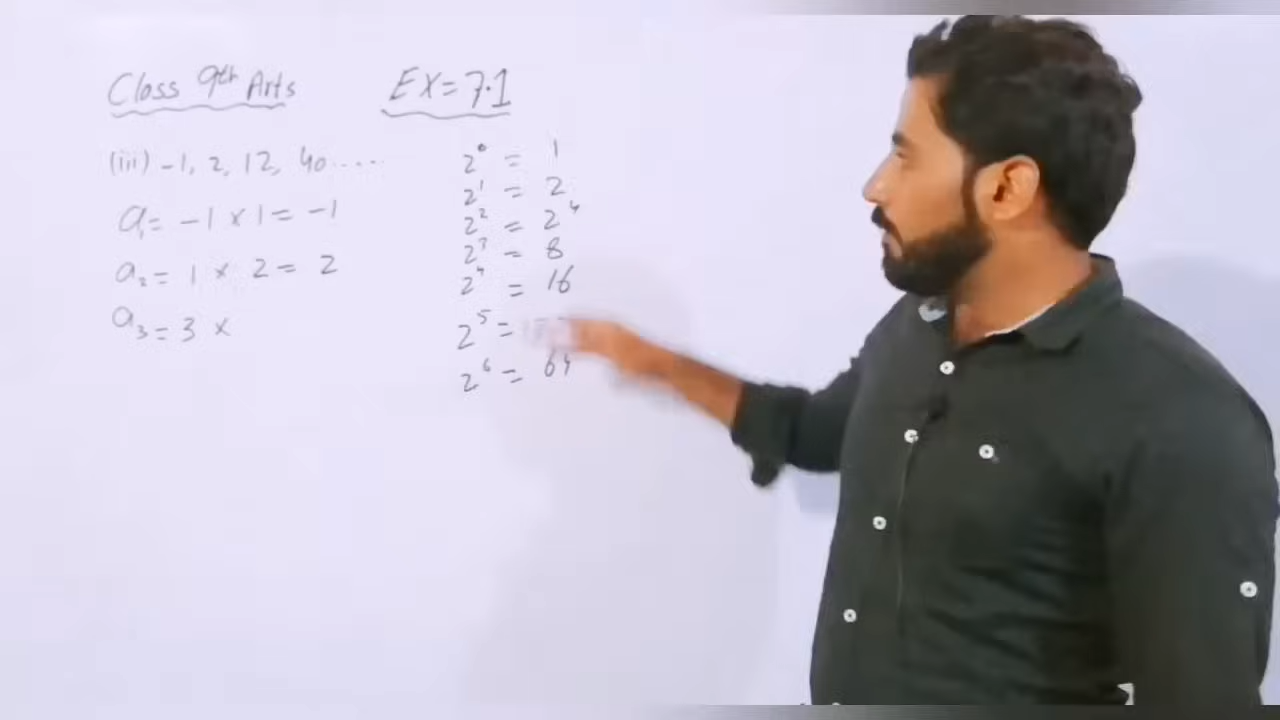 Class 9th Arts EX=7.1
(iii) -1, 2, 12, 40.....
a₁= -1 × 1 = -1
a₂= 1 × 2 = 2
a₃= 3 ×
2⁰ = 1
2¹ = 2
2² = 2⁴
2³ = 8
2⁴ = 16
2⁵ =
2⁶ = 64